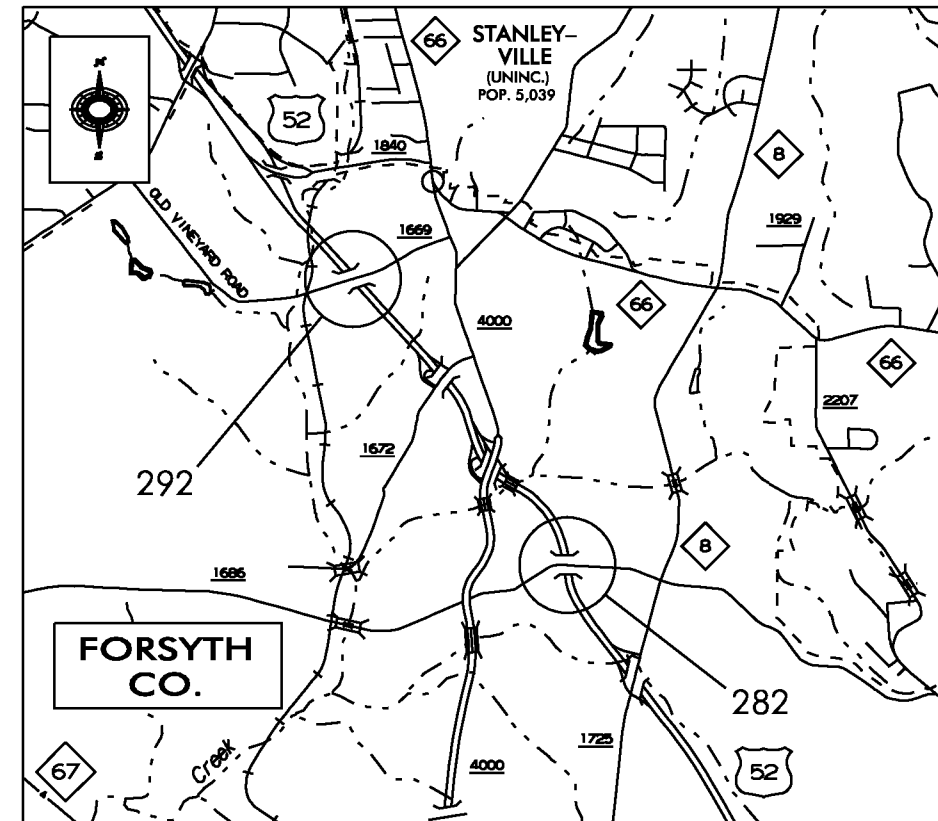 66
STANLEY–
VILLE
(UNINC.)
POP. 5,039
N
S
52
1840
8
OLD VINEYARD ROAD
1669
1929
4000
66
66
2207
292
1672
8
1686
FORSYTH
CO.
282
Creek
1725
67
4000
52